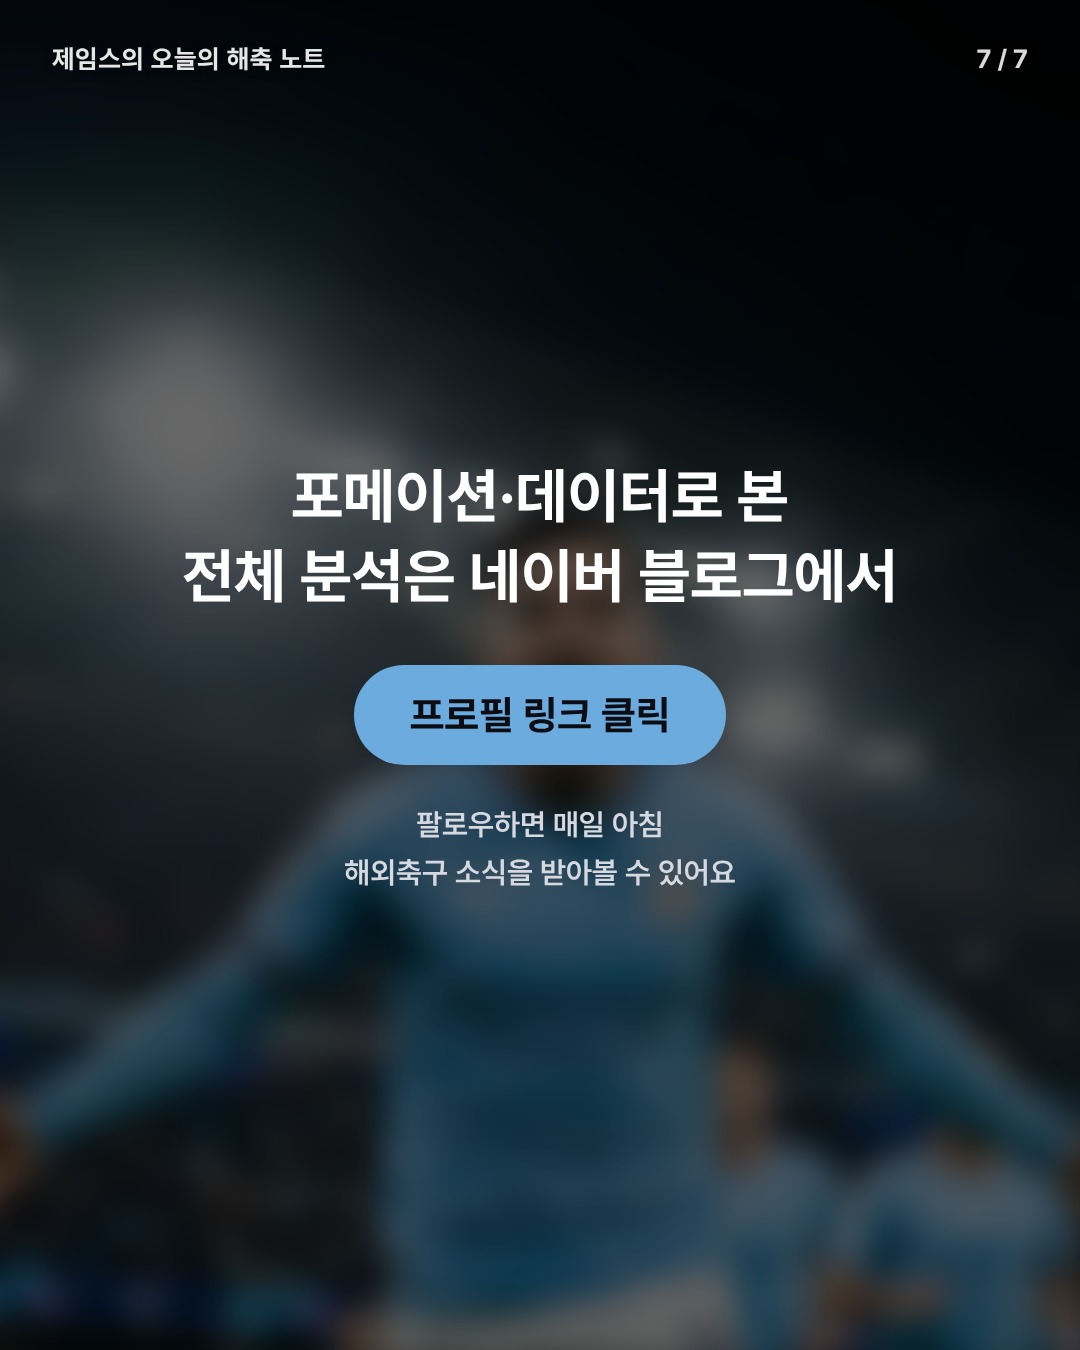 제임스의 오늘의 해축 노트
7 / 7
포메이션·데이터로 본
전체 분석은 네이버 블로그에서
프로필 링크 클릭
팔로우하면 매일 아침
해외축구 소식을 받아볼 수 있어요